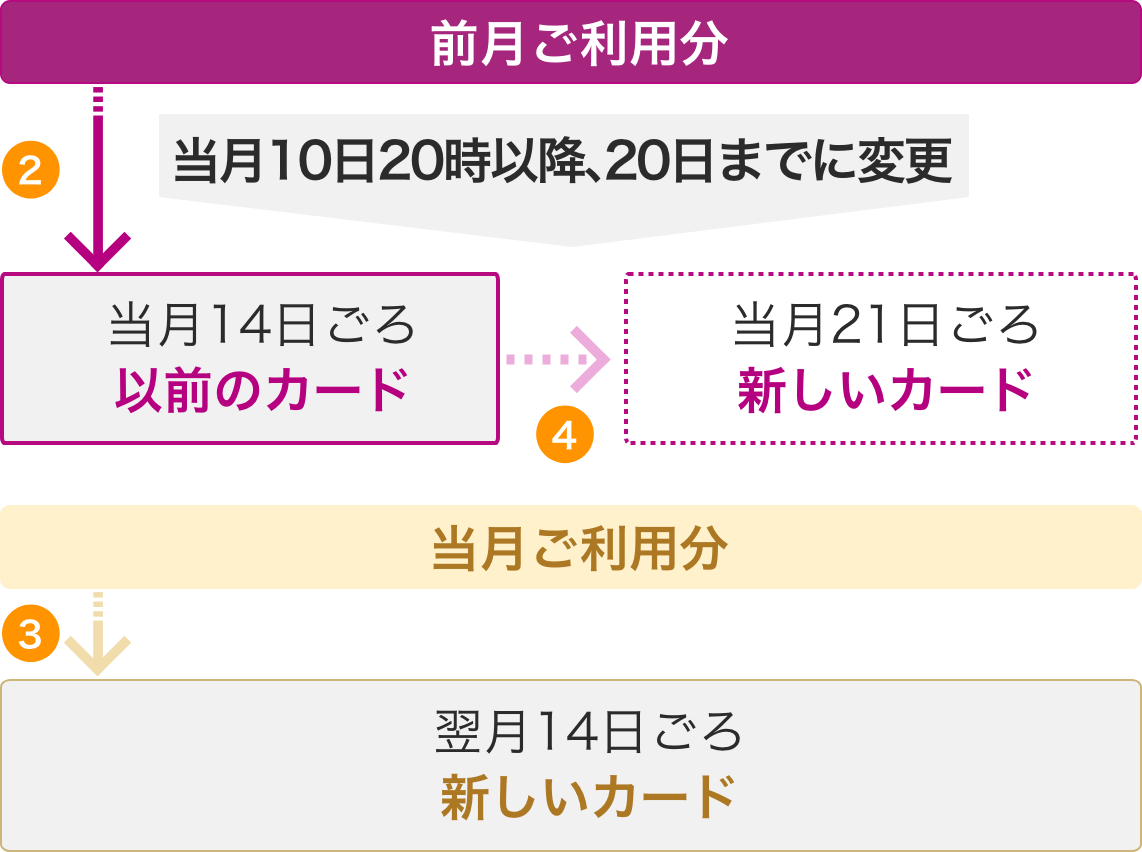 前月ご利用分
2
当月10日20時以降、20日までに変更
当月14日ごろ
以前のカード
4
当月21日ごろ
新しいカード
当月ご利用分
3
翌月14日ごろ
新しいカード